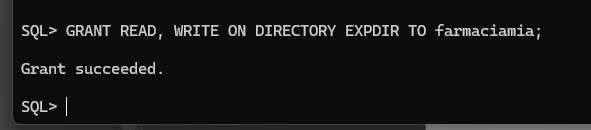 SQL> GRANT READ, WRITE ON DIRECTORY EXPDIR TO farmaciamia;
Grant succeeded.
SQL>